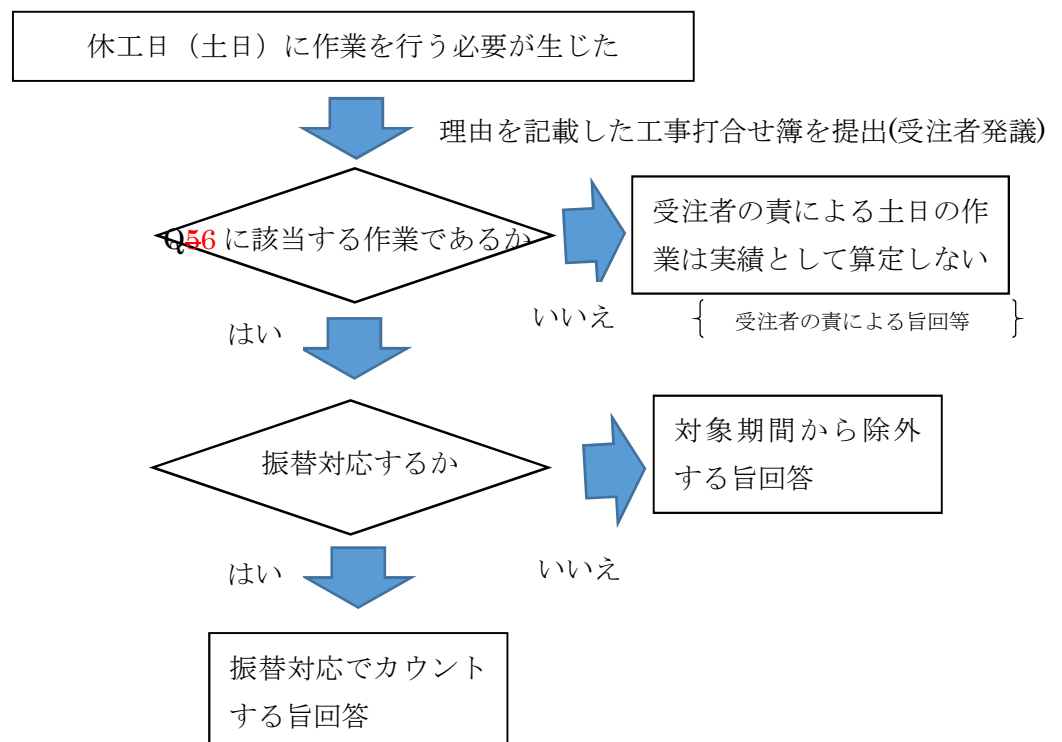 休工日（土日）に作業を行う必要が生じた
理由を記載した工事打合せ簿を提出(受注者発議)
Q56 に該当する作業であるか
受注者の責による土日の作
業は実績として算定しない
いいえ
受注者の責による旨回等
はい
振替対応するか
対象期間から除外
する旨回答
はい
いいえ
振替対応でカウント
する旨回答